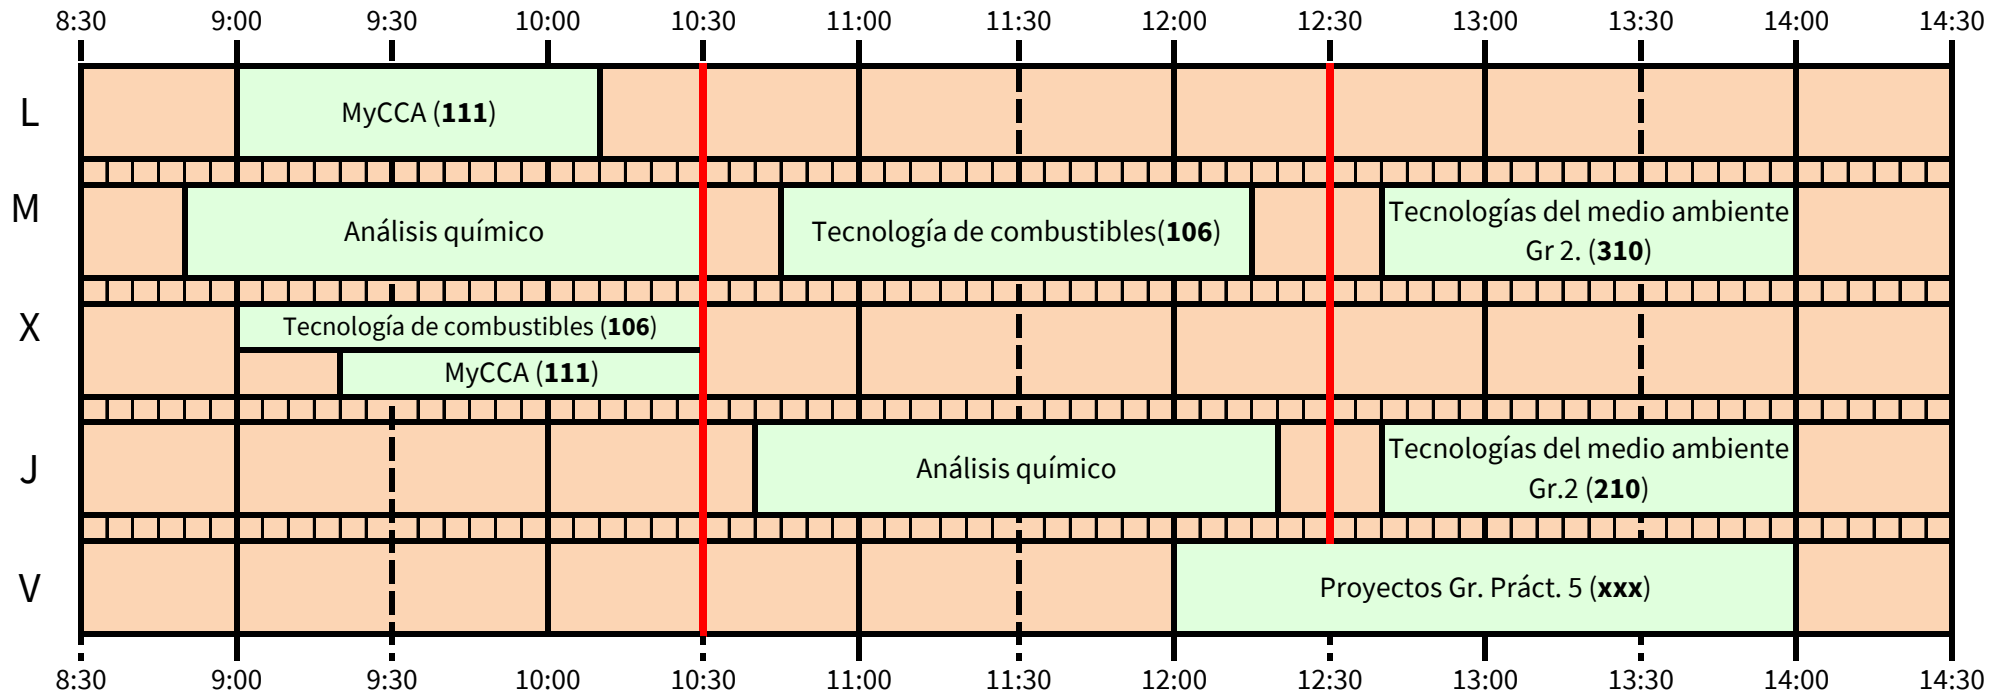 8:30 9:00 9:30 10:00 10:30 11:00 11:30 12:00 12:30 13:00 13:30 14:00 14:30
L MyCCA (111)
M Análisis químico Tecnología de combustibles(106) Tecnologías del medio ambiente
Gr 2. (310)
X Tecnología de combustibles (106)
MyCCA (111)
J Análisis químico Tecnologías del medio ambiente
Gr.2 (210)
V Proyectos Gr. Práct. 5 (xxx)
8:30 9:00 9:30 10:00 10:30 11:00 11:30 12:00 12:30 13:00 13:30 14:00 14:30